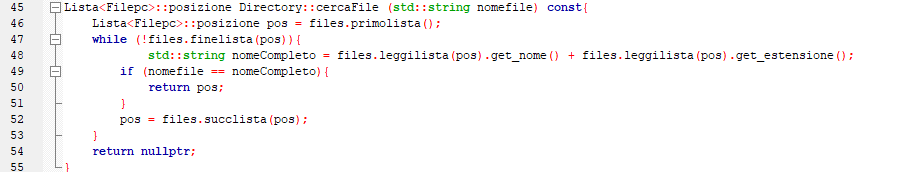 45 Lista<Filepc>::posizione Directory::cercaFile (std::string nomefile) const{
46 Lista<Filepc>::posizione pos = files.primolista();
47 while (!files.finelista(pos)){
48 std::string nomeCompleto = files.leggilista(pos).get_nome() + files.leggilista(pos).get_estensione();
49 if (nomefile == nomeCompleto){
50 return pos;
51 }
52 pos = files.succlista(pos);
53 }
54 return nullptr;
55 }